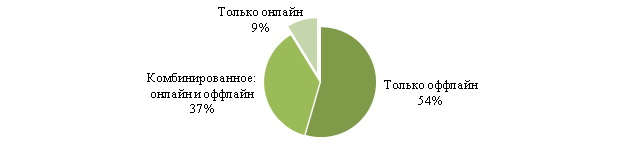 Только онлайн
9%
Комбинированное:
онлайн и оффлайн
37%
Только оффлайн
54%